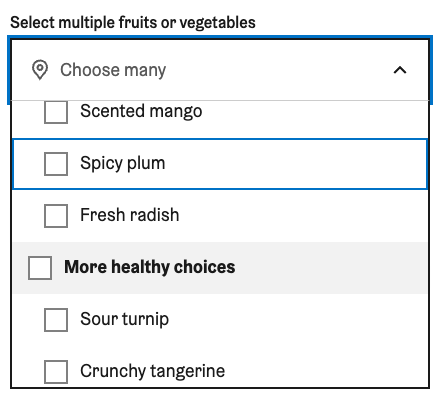 Select multiple fruits or vegetables
Choose many
Scented mango
Spicy plum
Fresh radish
More healthy choices
Sour turnip
Crunchy tangerine